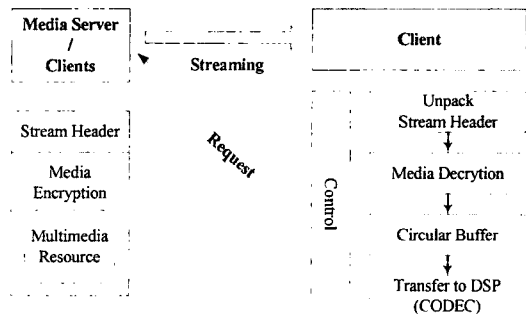 Media Server
/
Clients
Streaming
Client
Stream Header
Media
Encryption
Multimedia
Resource
Request
Control
Unpack
Stream Header
Media Decrytion
Circular Buffer
Transfer to DSP
(CODEC)